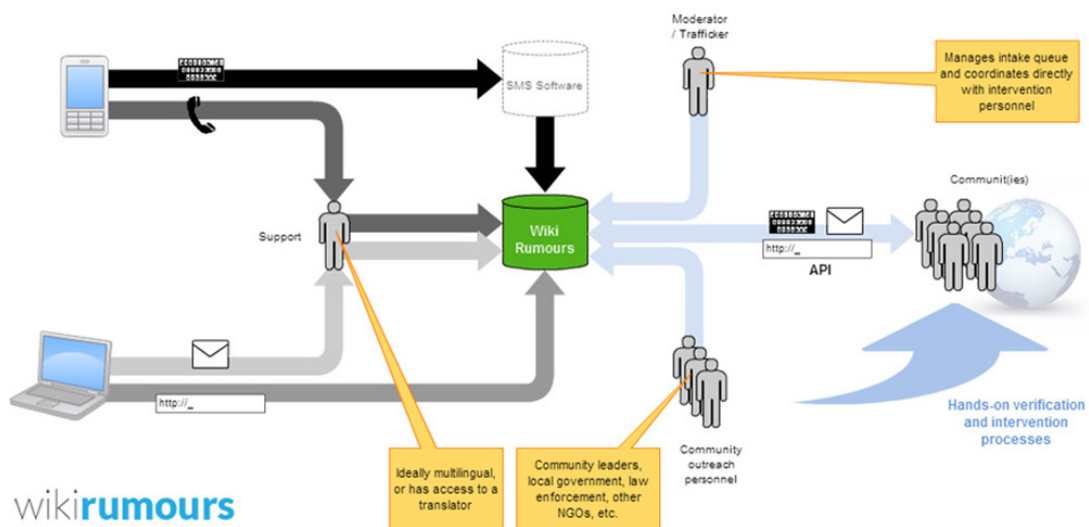 Moderator
/ Trafficker
Manages intake queue
and coordinates directly
with intervention
personnel
SMS Software
Communit(ies)
Support
Wiki
Rumours
http://_
API
http://_
Hands-on verification
and intervention
processes
Community
outreach
personnel
Ideally multilingual,
or has access to a
translator
Community leaders,
local government, law
enforcement, other
NGOs, etc.
wikirumours